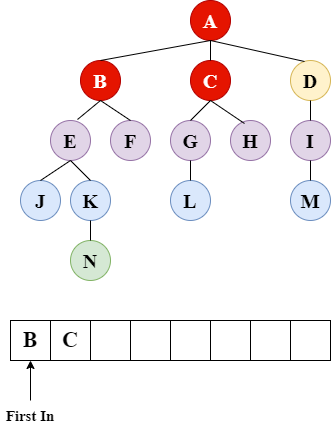 A
B C D
E F G H I
J K L M
N
B C
First In